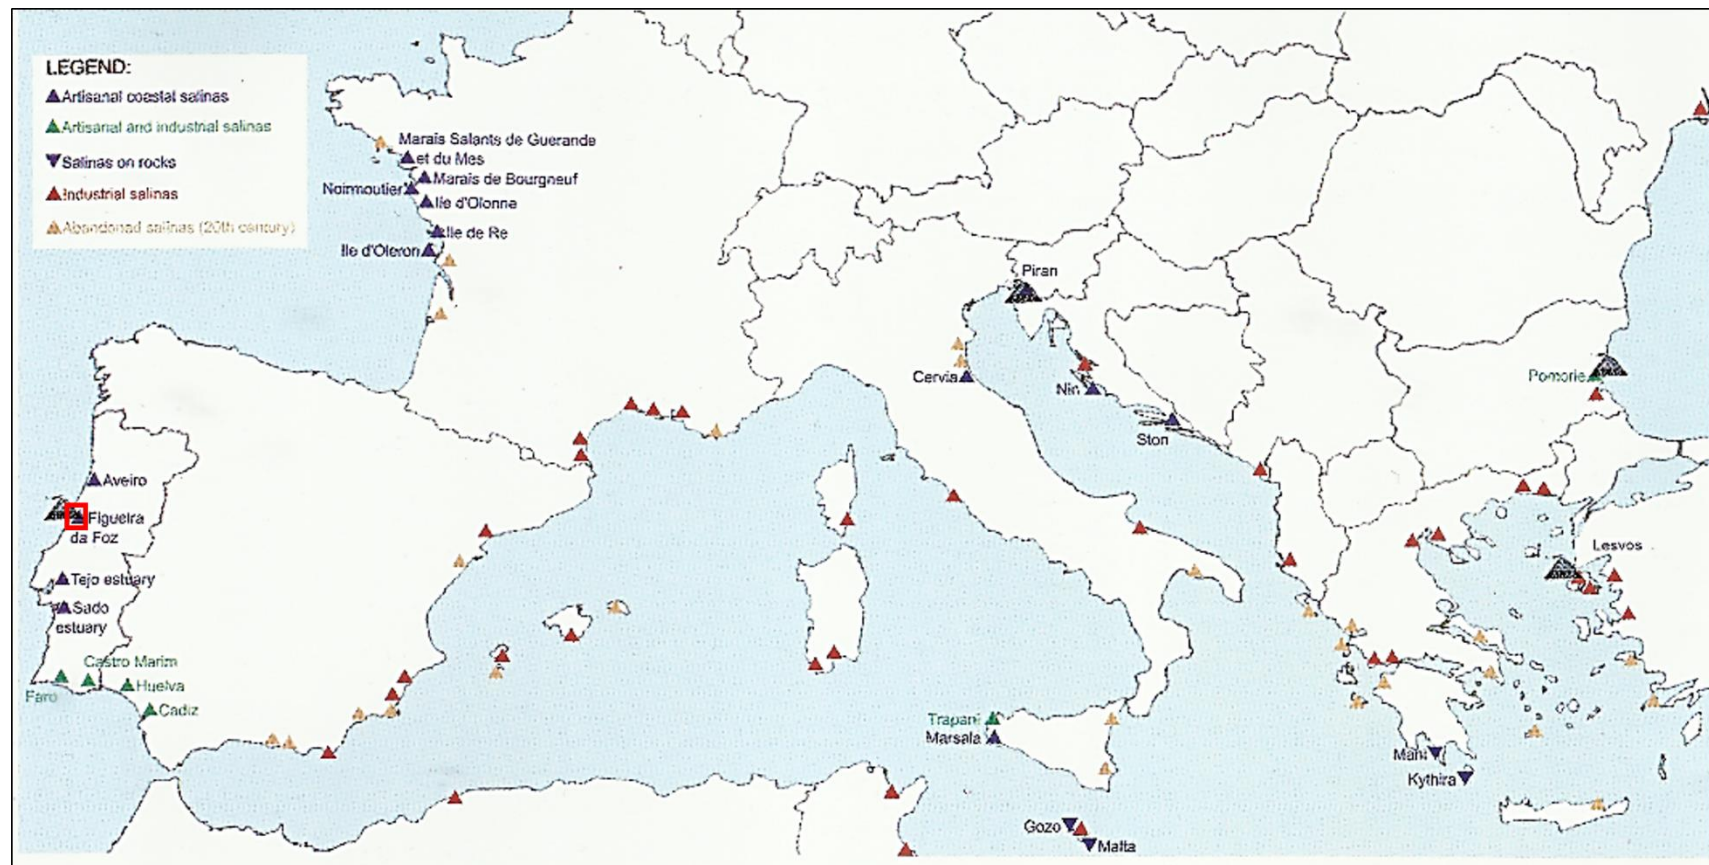 LEGEND:
Artisanal coastal salinas
Artisanal and industrial salinas
Salinas on rocks
Industrial salinas
Abandonad salinas (20th century)
Marais Salants de Guerande
et du Mes
Marais de Bourgneuf
Noirmoutier
Ile d'Olonne
Ile de Re
Ile d'Oleron
Piran
Cervia
Nin
Ston
Pomorie
Aveiro
Figueira
da Foz
Tejo estuary
Sado
estuary
Castro Marim
Faro
Huelva
Cadiz
Lesvos
Trapani
Marsala
Mani
Kythira
Gozo
Malta